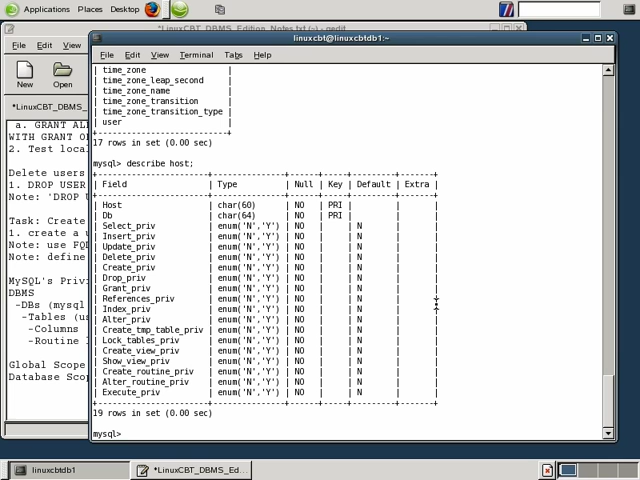 Applications Places Desktop
*LinuxCBT_DBMS_Edition_Notes.txt (~) - gedit
File Edit View
New Open
*LinuxCBT_DBMS_
a. GRANT ALL
WITH GRANT OP
2. Test local
Delete users
1. DROP USER
Note: 'DROP U
Task: Create
1. create a u
Note: use FQD
Note: define
MySQL's Privi
DBMS
-DBs (mysql
-Tables (us
-Columns
-Routine
Global Scope
Database Scop
linuxcbt@linuxcbtdb1:~
File Edit View Terminal Tabs Help
| time_zone |
| time_zone_leap_second |
| time_zone_name |
| time_zone_transition |
| time_zone_transition_type |
| user |
+---------------------------+
17 rows in set (0.00 sec)
mysql> describe host;
+-----------------------+---------------+------+-----+---------+-------+
| Field | Type | Null | Key | Default | Extra |
+-----------------------+---------------+------+-----+---------+-------+
| Host | char(60) | NO | PRI | | |
| Db | char(64) | NO | PRI | | |
| Select_priv | enum('N','Y') | NO | | N | |
| Insert_priv | enum('N','Y') | NO | | N | |
| Update_priv | enum('N','Y') | NO | | N | |
| Delete_priv | enum('N','Y') | NO | | N | |
| Create_priv | enum('N','Y') | NO | | N | |
| Drop_priv | enum('N','Y') | NO | | N | |
| Grant_priv | enum('N','Y') | NO | | N | |
| References_priv | enum('N','Y') | NO | | N | |
| Index_priv | enum('N','Y') | NO | | N | |
| Alter_priv | enum('N','Y') | NO | | N | |
| Create_tmp_table_priv | enum('N','Y') | NO | | N | |
| Lock_tables_priv | enum('N','Y') | NO | | N | |
| Create_view_priv | enum('N','Y') | NO | | N | |
| Show_view_priv | enum('N','Y') | NO | | N | |
| Create_routine_priv | enum('N','Y') | NO | | N | |
| Alter_routine_priv | enum('N','Y') | NO | | N | |
| Execute_priv | enum('N','Y') | NO | | N | |
+-----------------------+---------------+------+-----+---------+-------+
19 rows in set (0.00 sec)
mysql>
linuxcbtdb1
*LinuxCBT_DBMS_Ed...